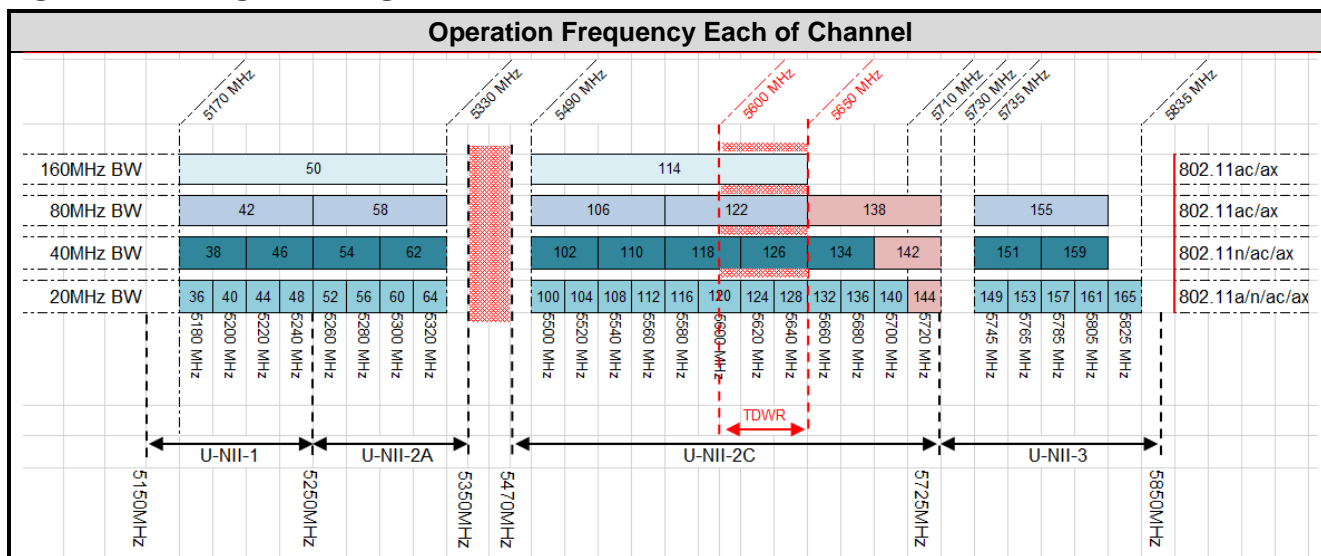 Operation Frequency Each of Channel
5170 MHz
5330 MHz
5490 MHz
5600 MHz
5650 MHz
5710 MHz
5730 MHz
5735 MHz
5835 MHz
160MHz BW 50 114 802.11ac/ax
80MHz BW 42 58 106 122 138 155 802.11ac/ax
40MHz BW 38 46 54 62 102 110 118 126 134 142 151 159 802.11n/ac/ax
20MHz BW 36 40 44 48 52 56 60 64 100 104 108 112 116 120 124 128 132 136 140 144 149 153 157 161 165 802.11a/n/ac/ax
5180 MHz
5200 MHz
5220 MHz
5240 MHz
5260 MHz
5280 MHz
5300 MHz
5320 MHz
5500 MHz
5520 MHz
5540 MHz
5560 MHz
5580 MHz
5600 MHz
5620 MHz
5640 MHz
5660 MHz
5680 MHz
5700 MHz
5720 MHz
5745 MHz
5765 MHz
5785 MHz
5805 MHz
5825 MHz
TDWR
U-NII-1 U-NII-2A U-NII-2C U-NII-3
5150MHz
5250MHz
5350MHz
5470MHz
5725MHz
5850MHz